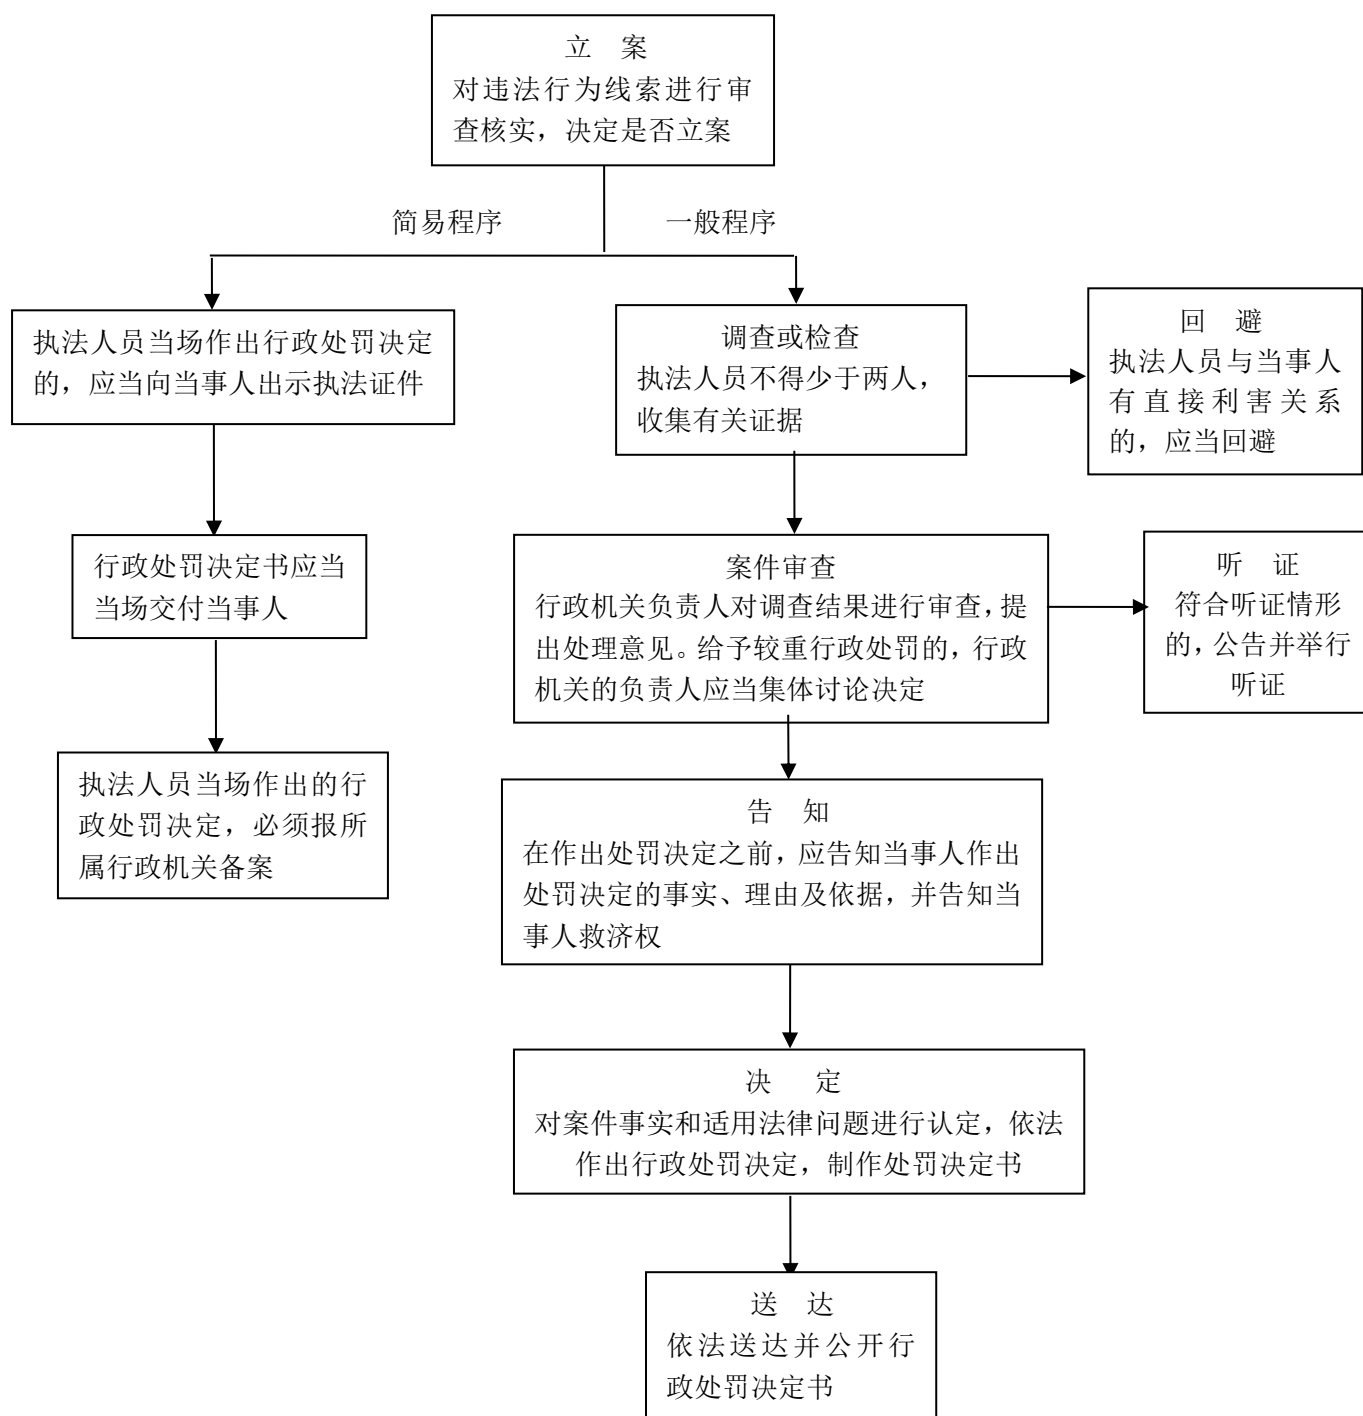 立 案
对违法行为线索进行审
查核实，决定是否立案
简易程序
一般程序
执法人员当场作出行政处罚决定
的，应当向当事人出示执法证件
调查或检查
执法人员不得少于两人，
收集有关证据
回 避
执法人员与当事人
有直接利害关系
的，应当回避
行政处罚决定书应当
当场交付当事人
案件审查
行政机关负责人对调查结果进行审查，提
出处理意见。给予较重行政处罚的，行政
机关的负责人应当集体讨论决定
听 证
符合听证情形
的，公告并举行
听证
执法人员当场作出的行
政处罚决定，必须报所
属行政机关备案
告 知
在作出处罚决定之前，应告知当事人作出
处罚决定的事实、理由及依据，并告知当
事人救济权
决 定
对案件事实和适用法律问题进行认定，依法
作出行政处罚决定，制作处罚决定书
送 达
依法送达并公开行
政处罚决定书